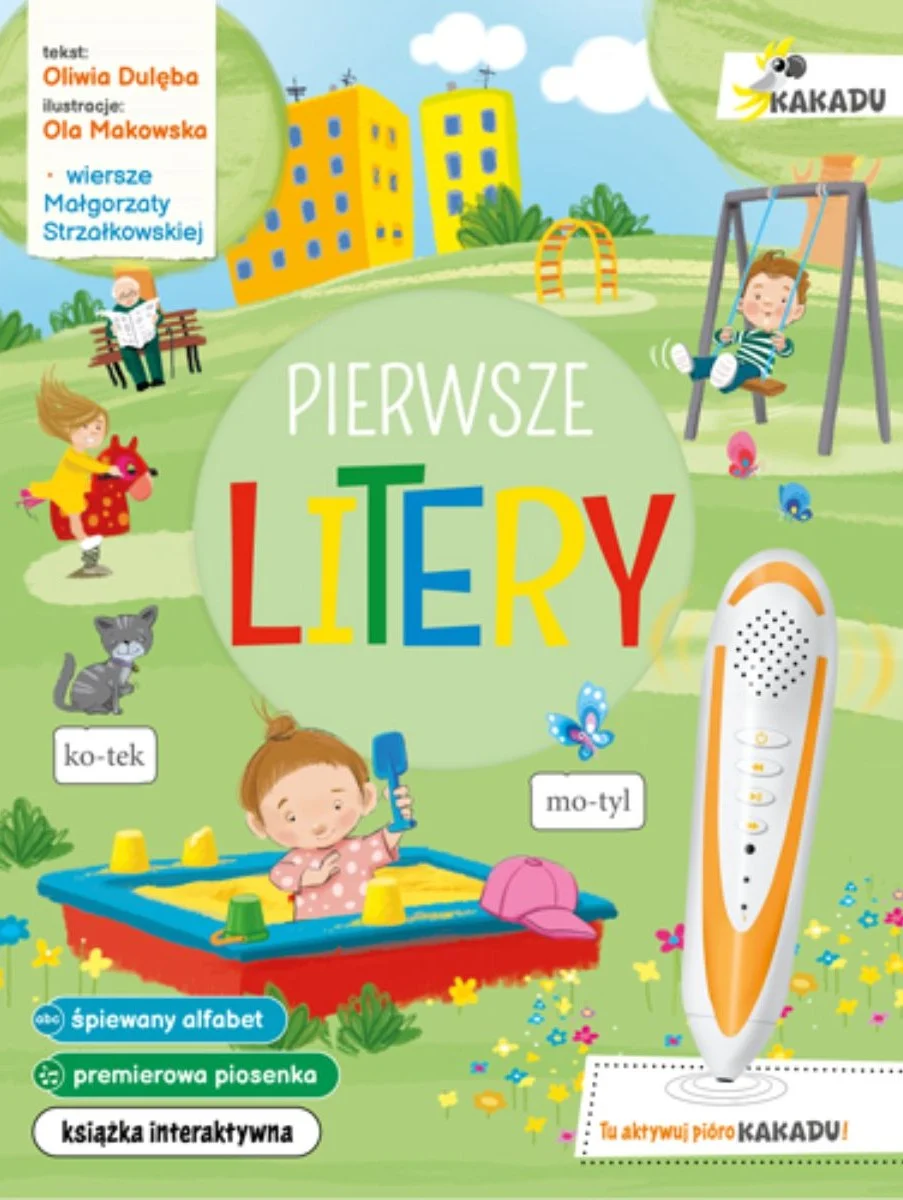 tekst:
Oliwia Dulęba
ilustracje:
Ola Makowska
• wiersze
Małgorzaty
Strzałkowskiej
KAKADU
PIERWSZE
LITERY
ko-tek
mo-tyl
abc śpiewany alfabet
premierowa piosenka
książka interaktywna
Tu aktywuj pióro KAKADU!